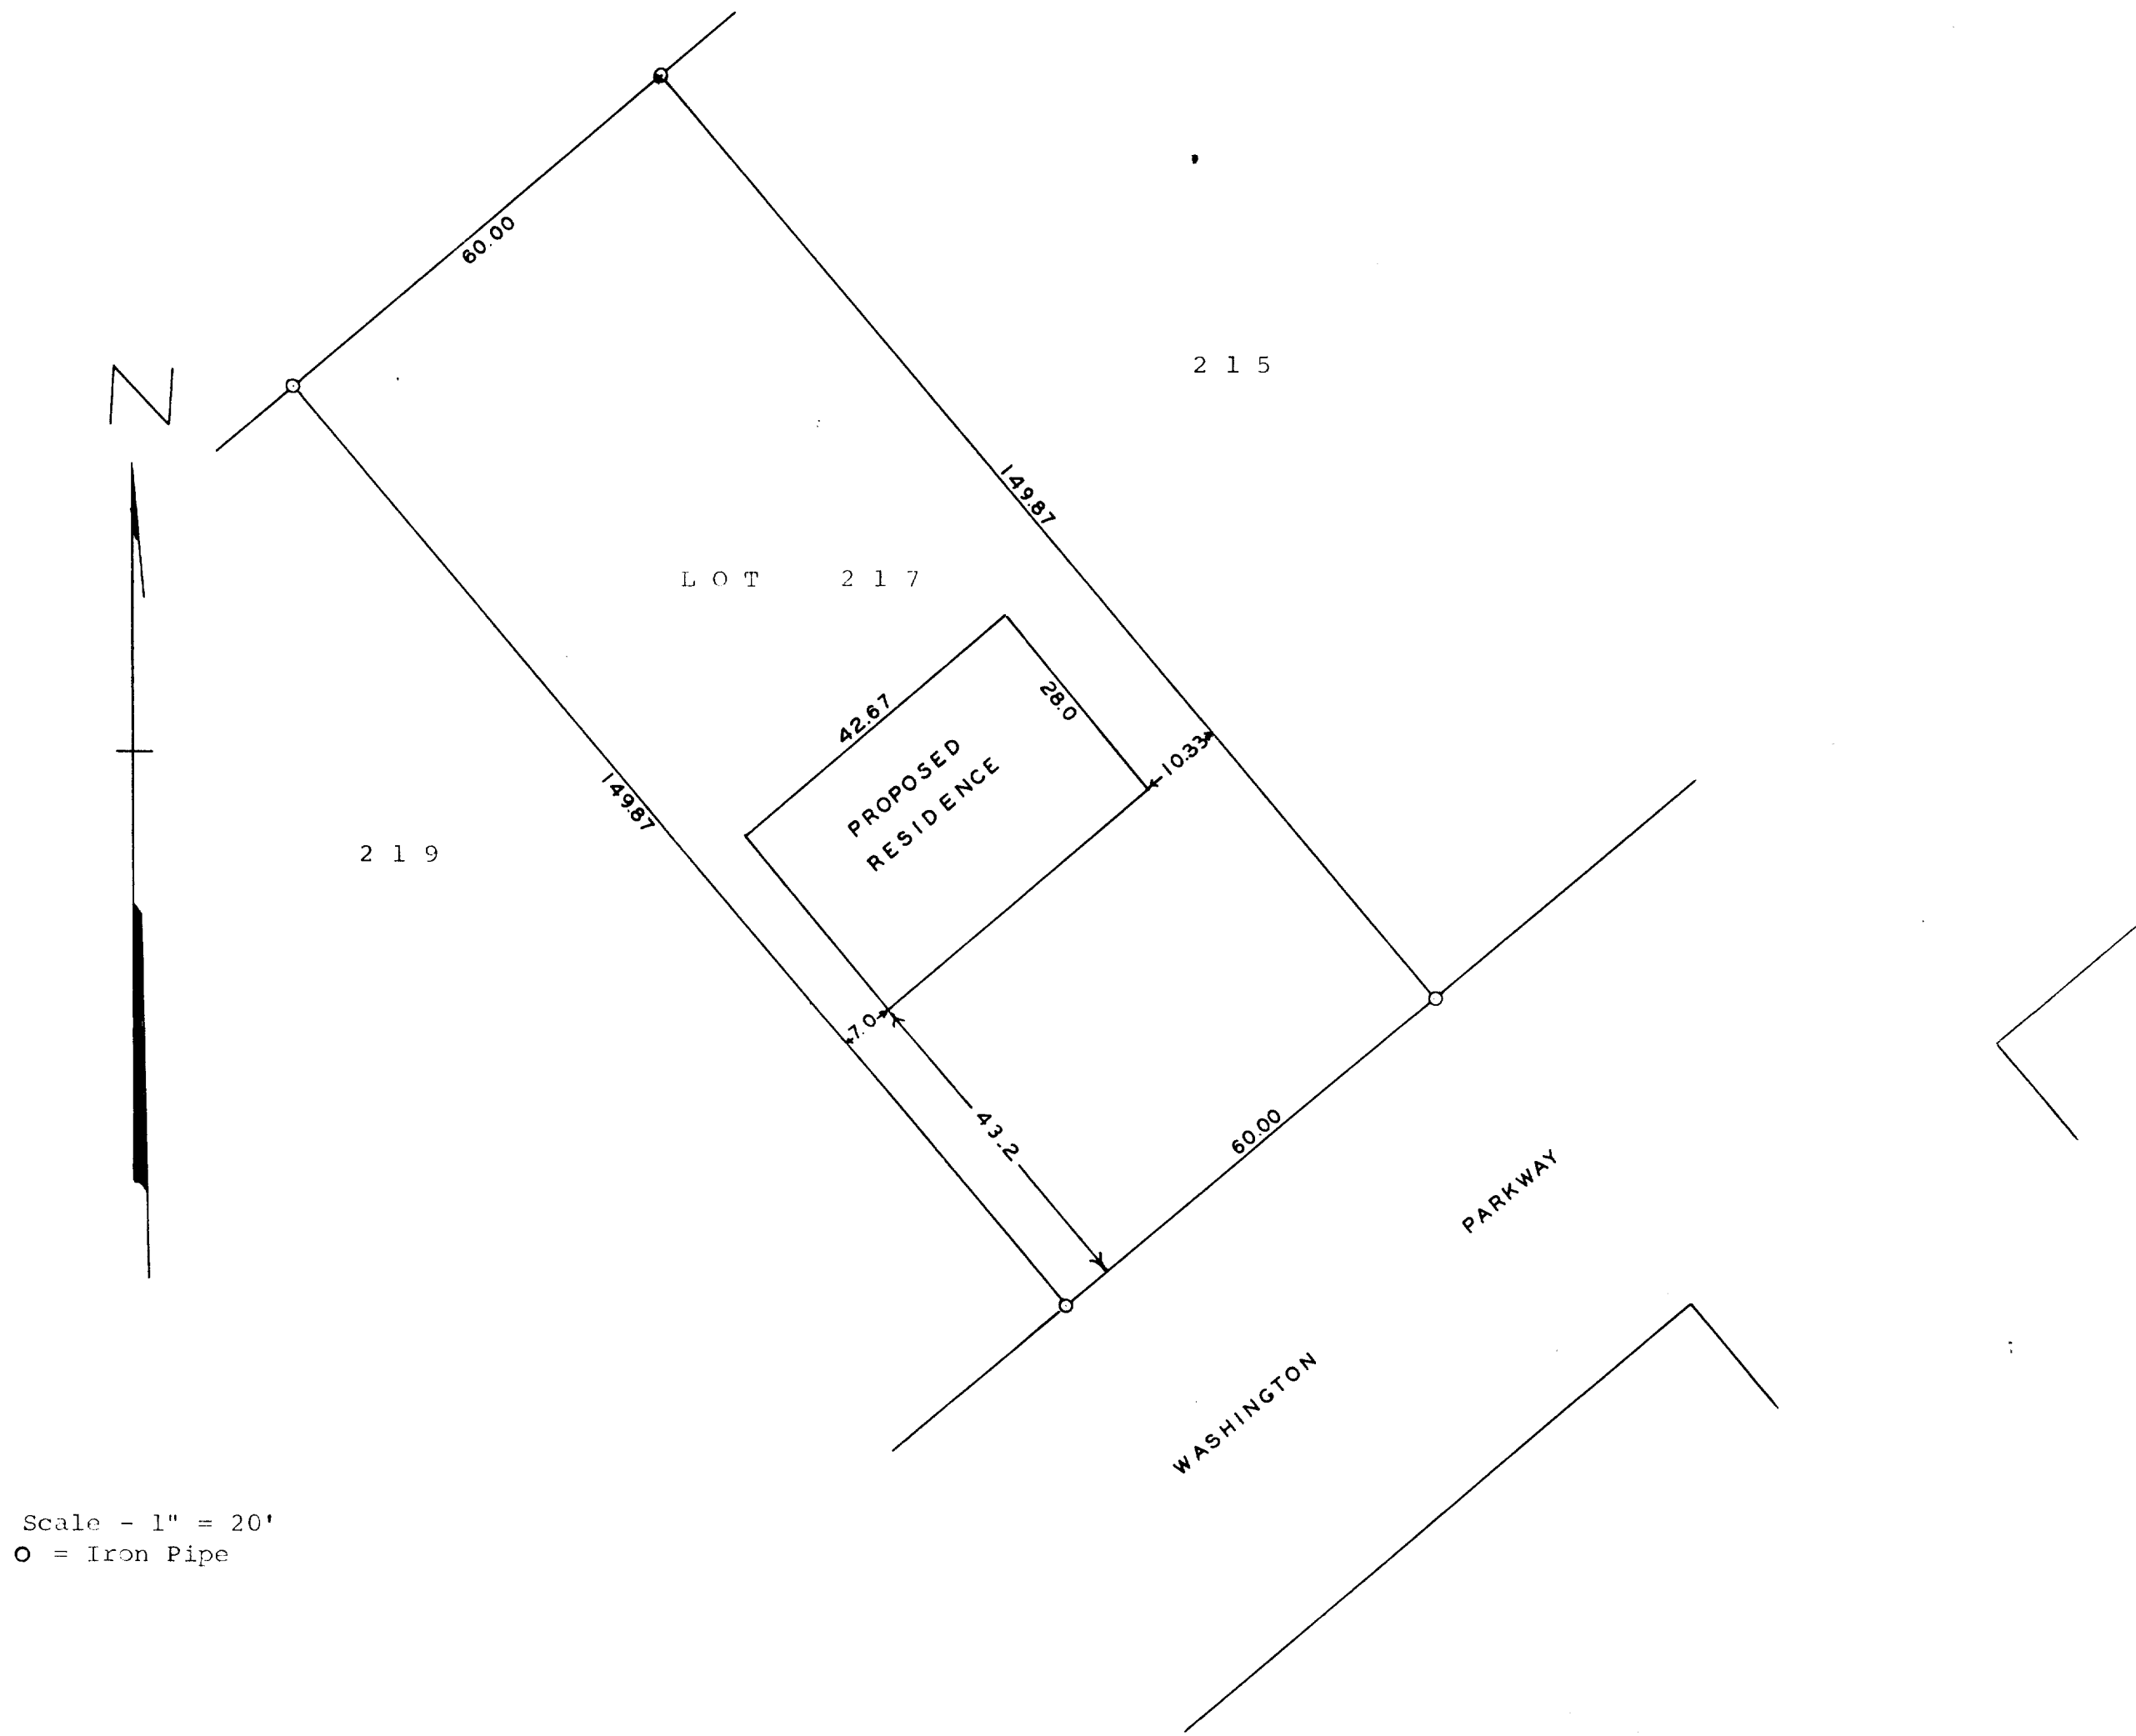 60.00
N
215
149.87
LOT 217
28.0
42.67
10.33
PROPOSED
RESIDENCE
149.87
219
7.0
43.2
60.00
PARKWAY
WASHINGTON
Scale - 1" = 20'
O = Iron Pipe